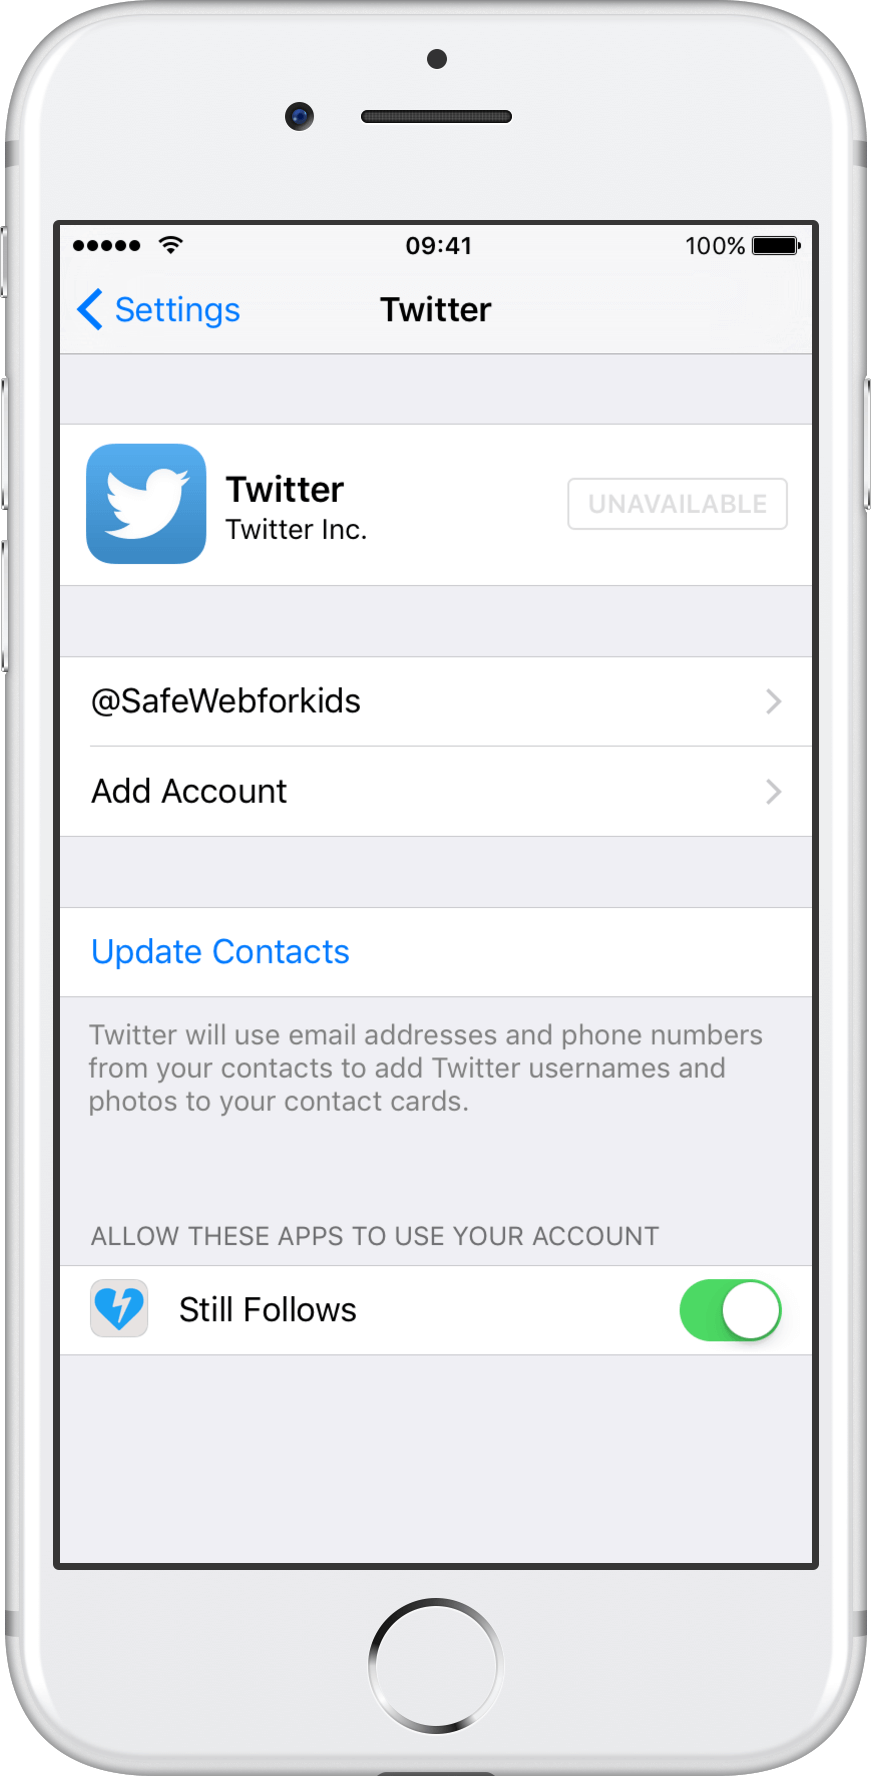 09:41
100%
Settings
Twitter
Twitter
UNAVAILABLE
Twitter Inc.
@SafeWebforkids
Add Account
Update Contacts
Twitter will use email addresses and phone numbers
from your contacts to add Twitter usernames and
photos to your contact cards.
ALLOW THESE APPS TO USE YOUR ACCOUNT
Still Follows